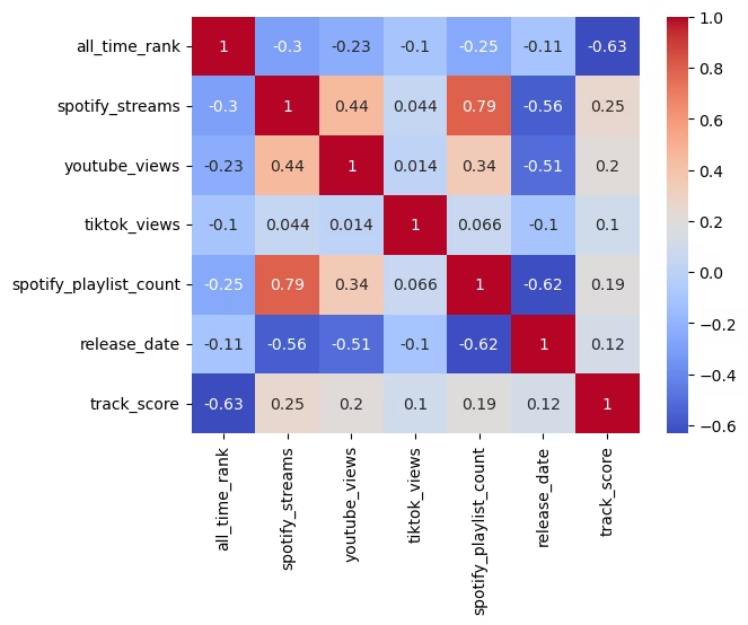 1.0
all_time_rank 1 -0.3 -0.23 -0.1 -0.25 -0.11 -0.63
0.8
spotify_streams -0.3 1 0.44 0.044 0.79 -0.56 0.25
0.6
youtube_views -0.23 0.44 1 0.014 0.34 -0.51 0.2
0.4
tiktok_views -0.1 0.044 0.014 1 0.066 -0.1 0.1
0.2
0.0
spotify_playlist_count -0.25 0.79 0.34 0.066 1 -0.62 0.19
−0.2
release_date -0.11 -0.56 -0.51 -0.1 -0.62 1 0.12
−0.4
track_score -0.63 0.25 0.2 0.1 0.19 0.12 1
−0.6
all_time_rank
spotify_streams
youtube_views
tiktok_views
spotify_playlist_count
release_date
track_score